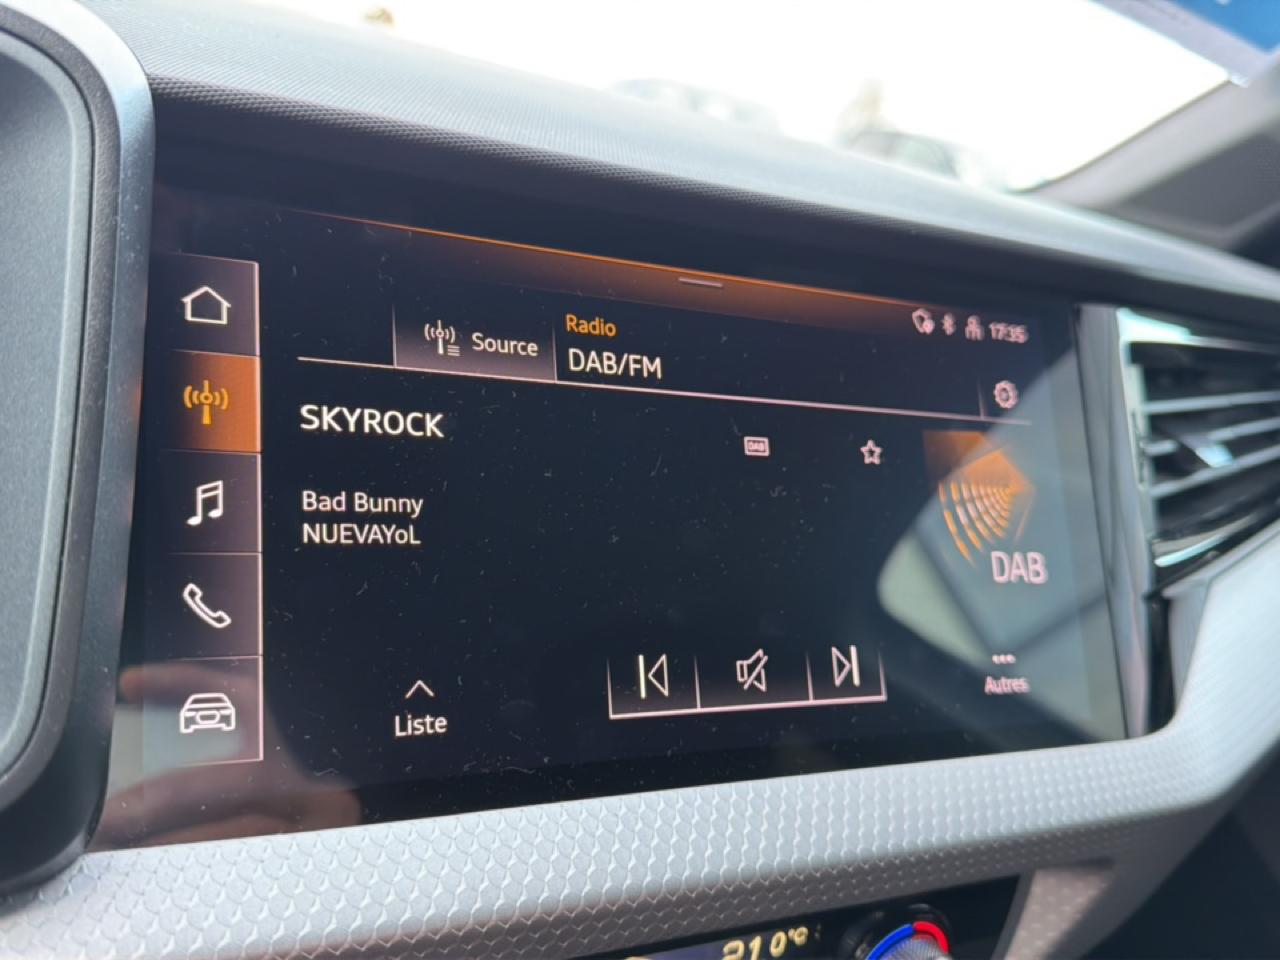 Radio
17:35
Source
DAB/FM
SKYROCK
DAB
Bad Bunny
NUEVAYoL
DAB
Autres
Liste
21.0°C